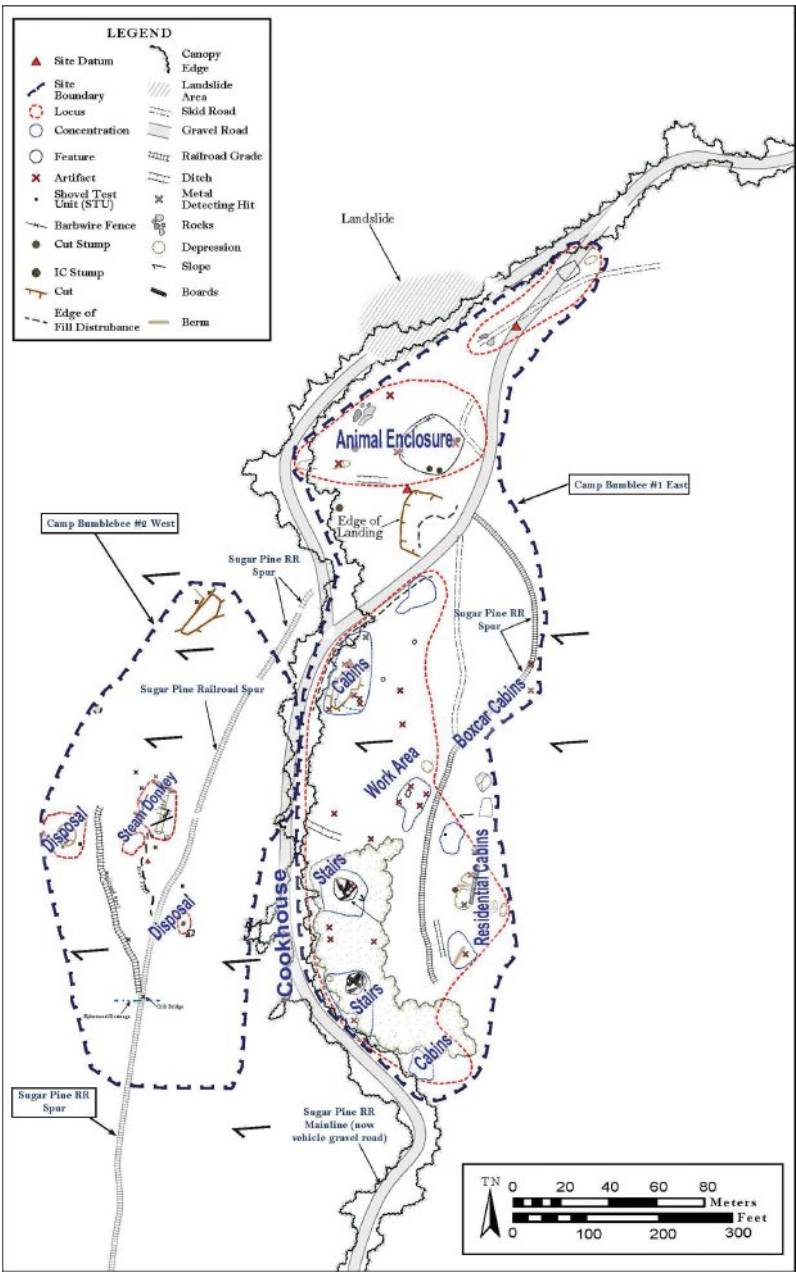 LEGEND
Site Datum
Site
Boundary
Locus
Concentration
Feature
Artifact
Shovel Test
Unit (STU)
Barbwire Fence
Cut Stump
IC Stump
Cut
Edge of
Fill Distrubance
Canopy
Edge
Landslide
Area
Skid Road
Gravel Road
Railroad Grade
Ditch
Metal
Detecting Hit
Rocks
Depression
Slope
Boards
Berm
Landslide
Animal Enclosure
Camp Bumblee #1 East
Edge of
Landing
Camp Bumblebee #2 West
Sugar Pine RR
Spur
Sugar Pine RR
Spur
Cabins
Sugar Pine Railroad Spur
Boxcar Cabins
Work Area
Steam Donkey
Disposal
Disposal
Stairs
Residential Cabins
Cookhouse
Stairs
Cabins
Sugar Pine RR
Spur
Sugar Pine RR
Mainline (now
vehicle gravel road)
TN
0 20 40 60 80
Meters
Feet
0 100 200 300